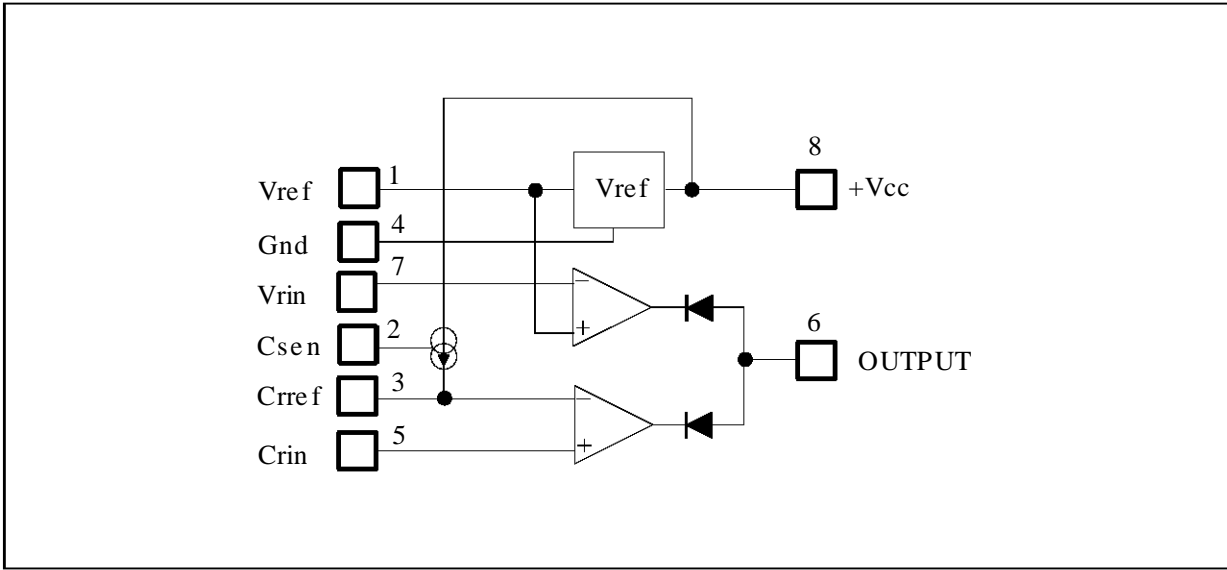 8
1
Vref
Vref
+Vcc
4
Gnd
7
Vrin
−
+
6
2
Csen
OUTPUT
3
Crref
−
5
+
Crin